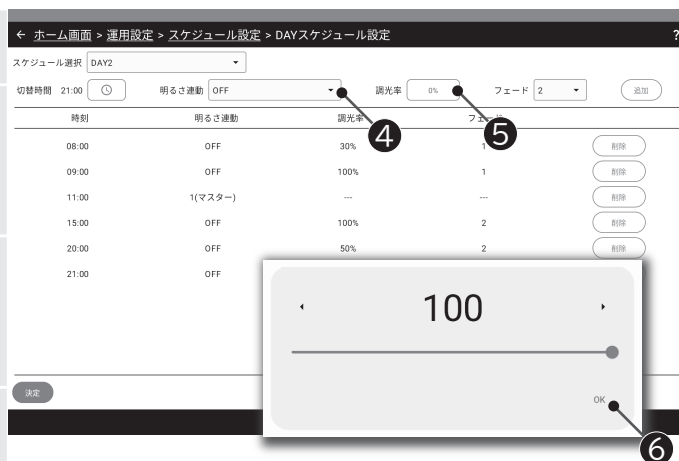 ← ホーム画面 > 運用設定 > スケジュール設定 > DAYスケジュール設定 ?
スケジュール選択 DAY2
切替時間 21:00 明るさ連動 OFF 調光率 0% フェード 2 追加
時刻 明るさ連動 調光率
08:00 OFF 30% 1 削除
09:00 OFF 100% 1 削除
11:00 1(マスター) --- --- 削除
15:00 OFF 100% 2 削除
20:00 OFF 50% 2 削除
21:00 OFF
100
OK
決定
4
5
6